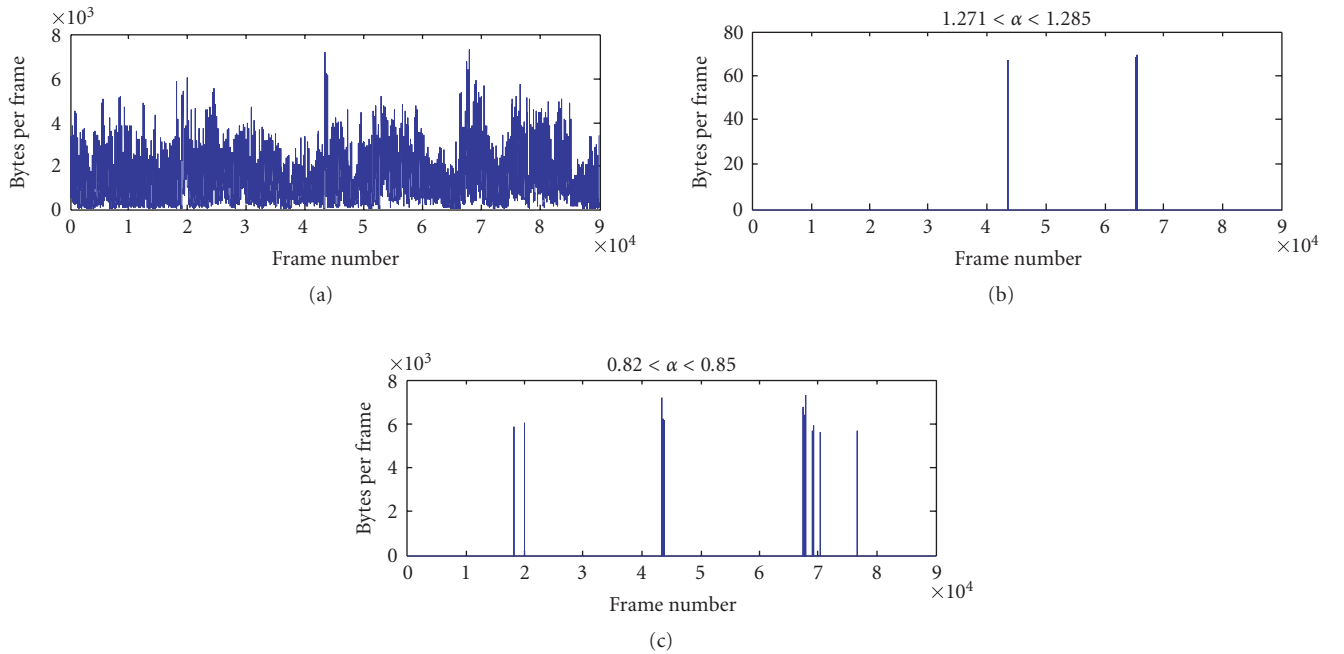 ×10³
8
6
4
2
0
Bytes per frame
0 1 2 3 4 5 6 7 8 9
×10⁴
Frame number
(a)
1.271 < α < 1.285
80
60
40
20
0
Bytes per frame
0 1 2 3 4 5 6 7 8 9
×10⁴
Frame number
(b)
×10³
0.82 < α < 0.85
8
6
4
2
0
Bytes per frame
0 1 2 3 4 5 6 7 8 9
×10⁴
Frame number
(c)